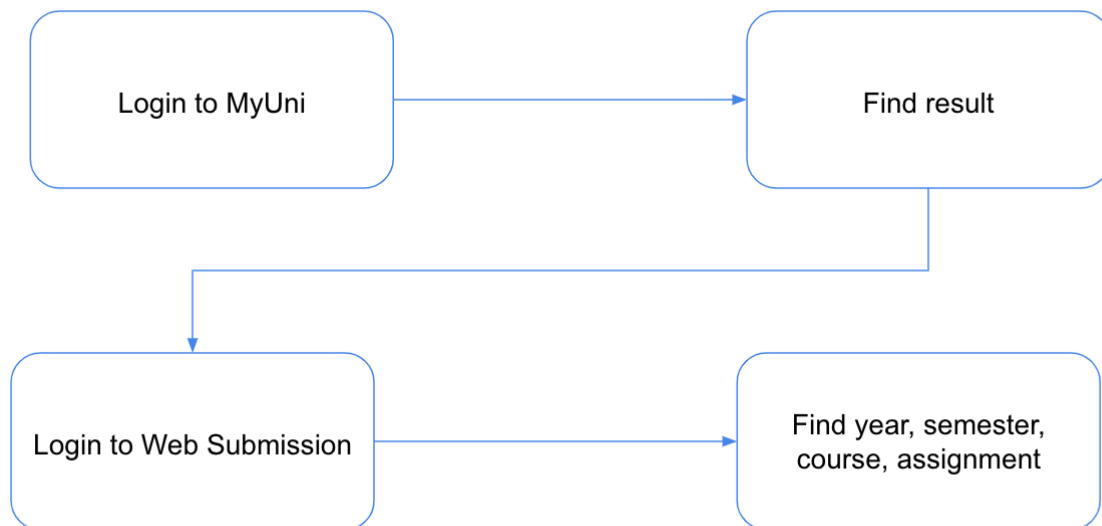 Login to MyUni
Find result
Login to Web Submission
Find year, semester,
course, assignment